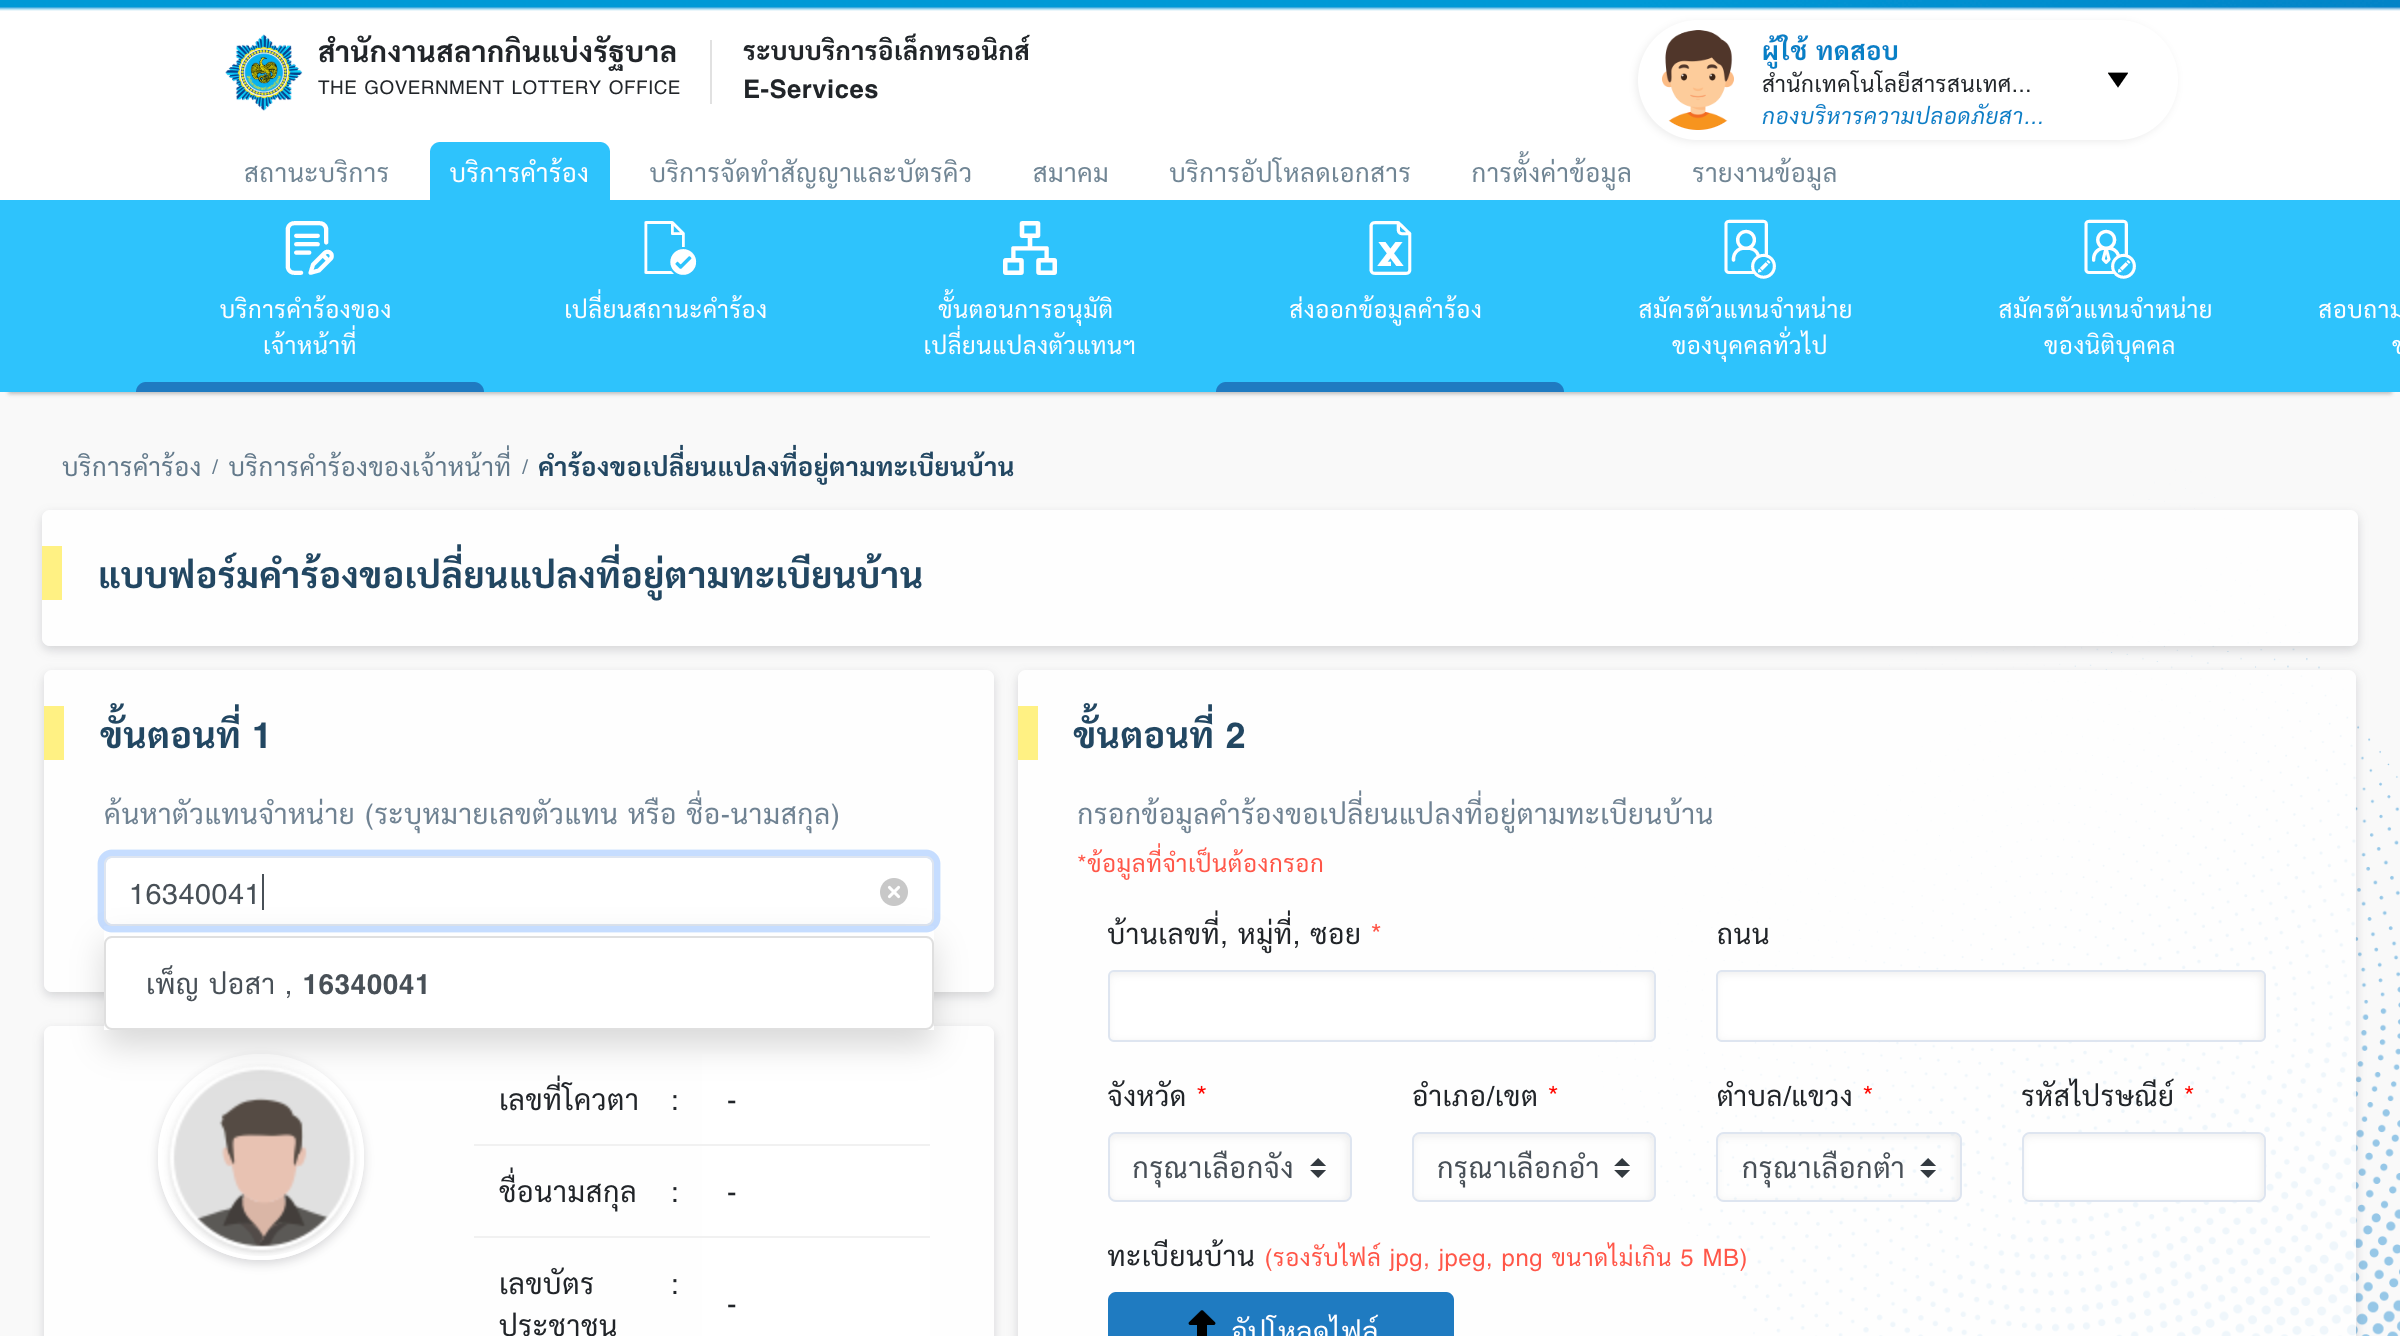 สำนักงานสลากกินแบ่งรัฐบาล
THE GOVERNMENT LOTTERY OFFICE
ระบบบริการอิเล็กทรอนิกส์
E-Services
ผู้ใช้ ทดสอบ
สำนักเทคโนโลยีสารสนเทศ...
กองบริหารความปลอดภัยสา...
สถานะบริการ
บริการคำร้อง
บริการจัดทำสัญญาและบัตรคิว
สมาคม
บริการอัปโหลดเอกสาร
การตั้งค่าข้อมูล
รายงานข้อมูล
บริการคำร้องของ
เจ้าหน้าที่
เปลี่ยนสถานะคำร้อง
ขั้นตอนการอนุมัติ
เปลี่ยนแปลงตัวแทนฯ
ส่งออกข้อมูลคำร้อง
สมัครตัวแทนจำหน่าย
ของบุคคลทั่วไป
สมัครตัวแทนจำหน่าย
ของนิติบุคคล
สอบถาม
บริการคำร้อง / บริการคำร้องของเจ้าหน้าที่ / คำร้องขอเปลี่ยนแปลงที่อยู่ตามทะเบียนบ้าน
แบบฟอร์มคำร้องขอเปลี่ยนแปลงที่อยู่ตามทะเบียนบ้าน
ขั้นตอนที่ 1
ค้นหาตัวแทนจำหน่าย (ระบุหมายเลขตัวแทน หรือ ชื่อ-นามสกุล)
16340041
เพ็ญ ปอสา , 16340041
เลขที่โควตา : -
ชื่อนามสกุล : -
เลขบัตร : -
ประชาชน
ขั้นตอนที่ 2
กรอกข้อมูลคำร้องขอเปลี่ยนแปลงที่อยู่ตามทะเบียนบ้าน
*ข้อมูลที่จำเป็นต้องกรอก
บ้านเลขที่, หมู่ที่, ซอย *
ถนน
จังหวัด *
อำเภอ/เขต *
ตำบล/แขวง *
รหัสไปรษณีย์ *
กรุณาเลือกจัง
กรุณาเลือกอำ
กรุณาเลือกตำ
ทะเบียนบ้าน (รองรับไฟล์ jpg, jpeg, png ขนาดไม่เกิน 5 MB)
อัปโหลดไฟล์